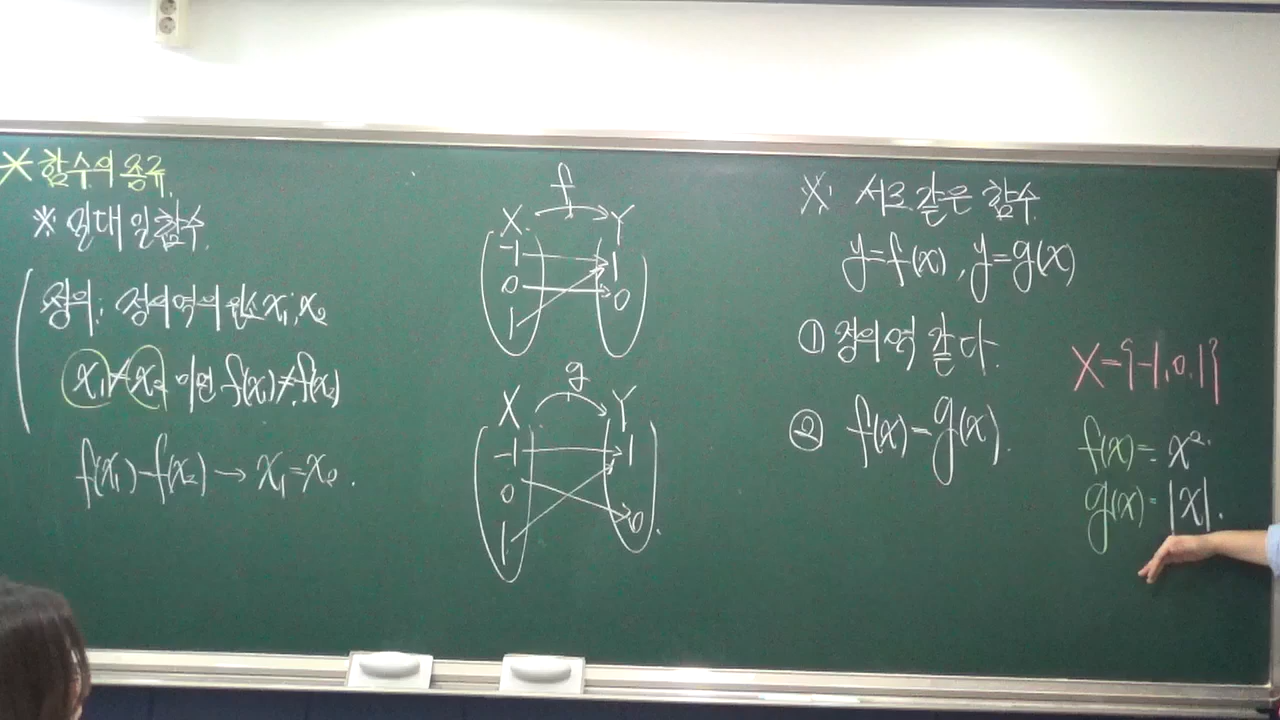 * 함수의 종류.
※ 일대일함수.
정의: 정의역의 원소 x₁, x₂
x₁≠x₂ 이면 f(x₁)≠f(x₂)
f(x₁)=f(x₂) → x₁=x₂.
f
X Y
-1 1
0 0
1
g
X Y
-1 1
0 0
1
※ 서로 같은 함수
y=f(x), y=g(x)
① 정의역 같다.
② f(x)=g(x).
X={-1,0,1}
f(x)=x²
g(x)=|x|.